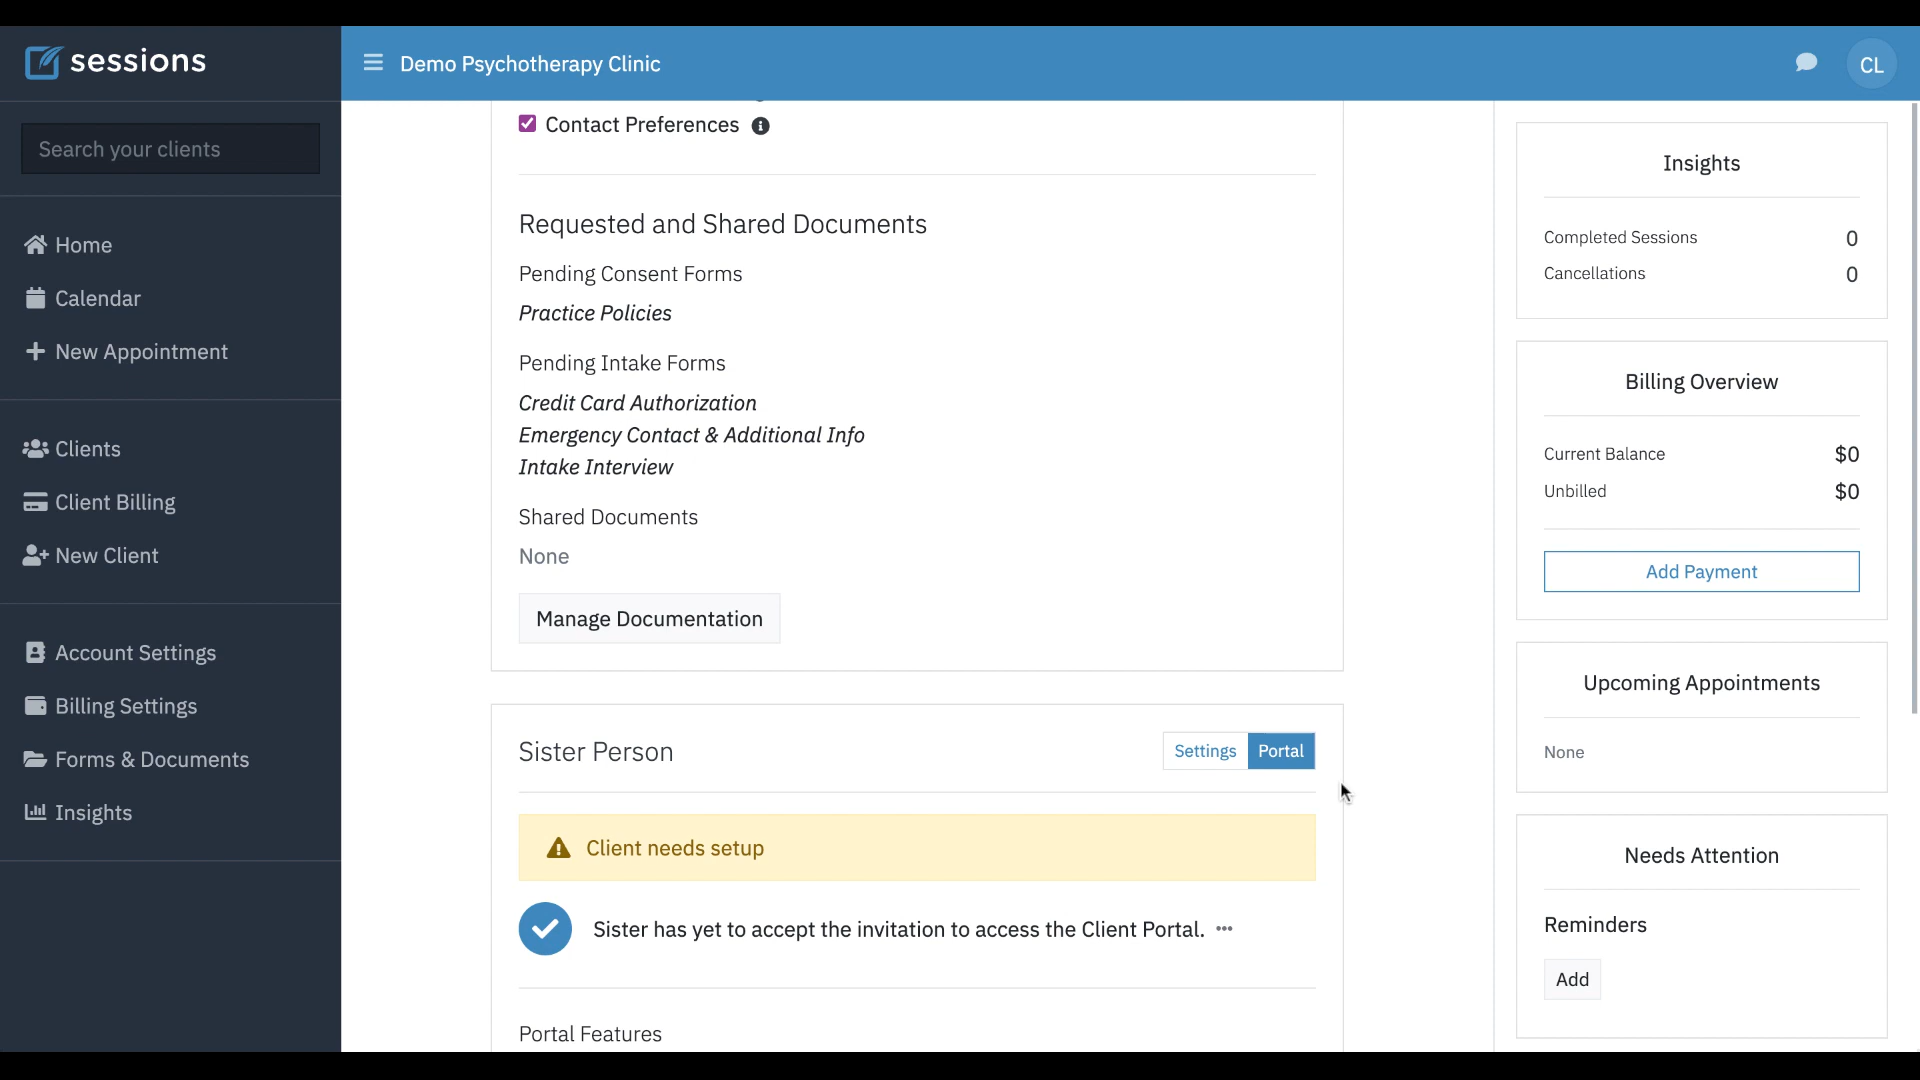 sessions
Demo Psychotherapy Clinic
CL
Search your clients
Home
Calendar
New Appointment
Clients
Client Billing
New Client
Account Settings
Billing Settings
Forms & Documents
Insights
Contact Preferences
Requested and Shared Documents
Pending Consent Forms
Practice Policies
Pending Intake Forms
Credit Card Authorization
Emergency Contact & Additional Info
Intake Interview
Shared Documents
None
Manage Documentation
Sister Person
Settings Portal
Client needs setup
Sister has yet to accept the invitation to access the Client Portal.
Portal Features
Insights
Completed Sessions 0
Cancellations 0
Billing Overview
Current Balance $0
Unbilled $0
Add Payment
Upcoming Appointments
None
Needs Attention
Reminders
Add